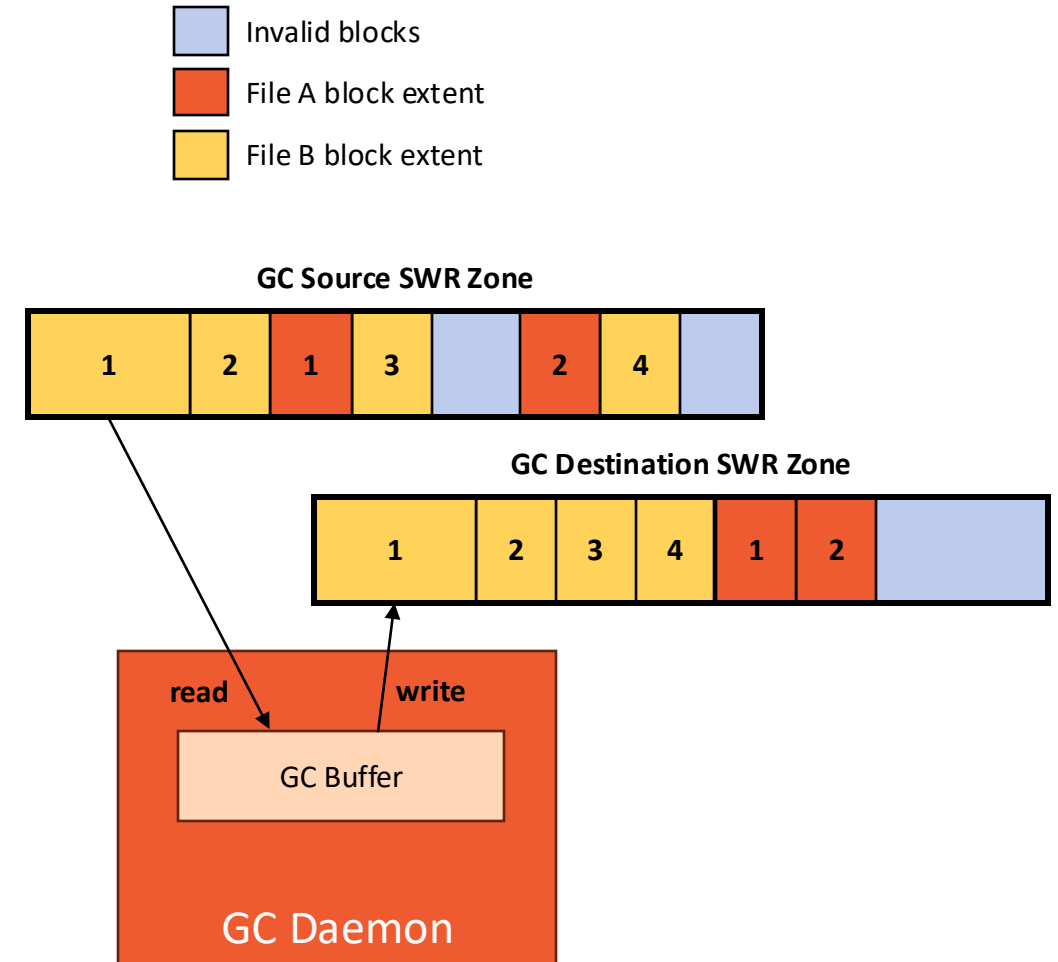 Invalid blocks
File A block extent
File B block extent
GC Source SWR Zone
1 2 1 3 2 4
GC Destination SWR Zone
1 2 3 4 1 2
read write
GC Buffer
GC Daemon